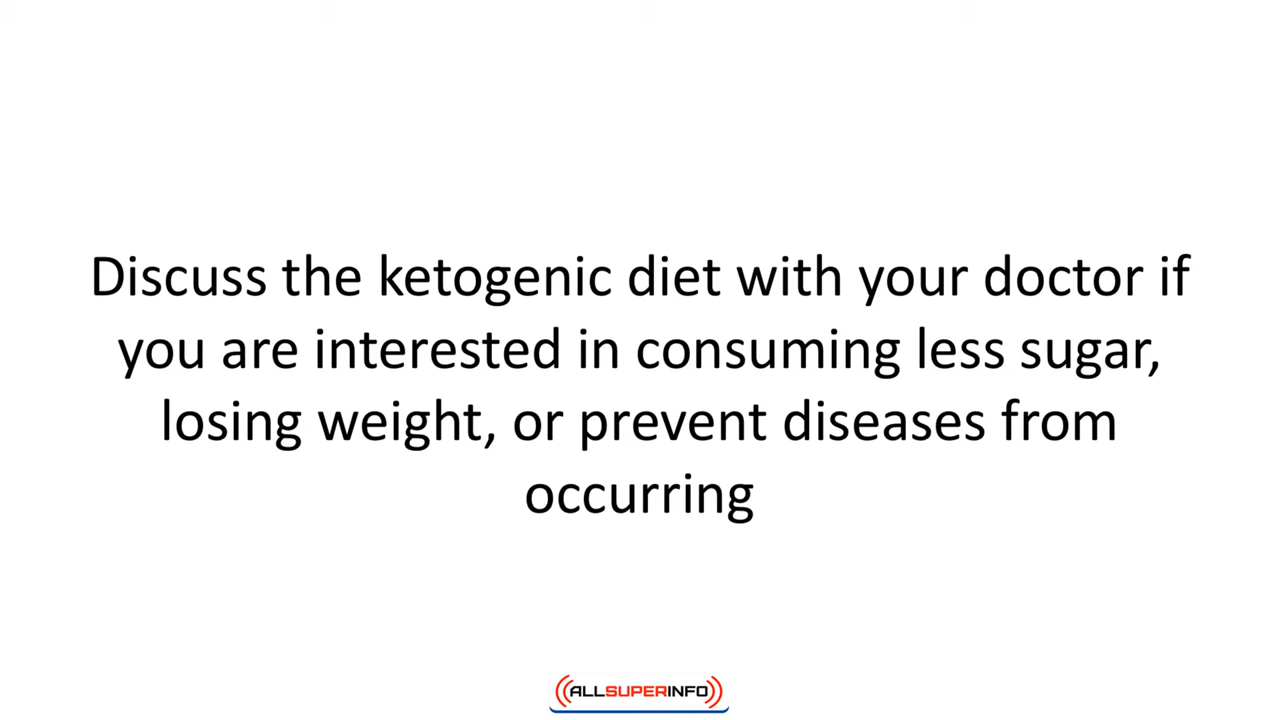 Discuss the ketogenic diet with your doctor if
you are interested in consuming less sugar,
losing weight, or prevent diseases from
occurring
ALLSUPERINFO